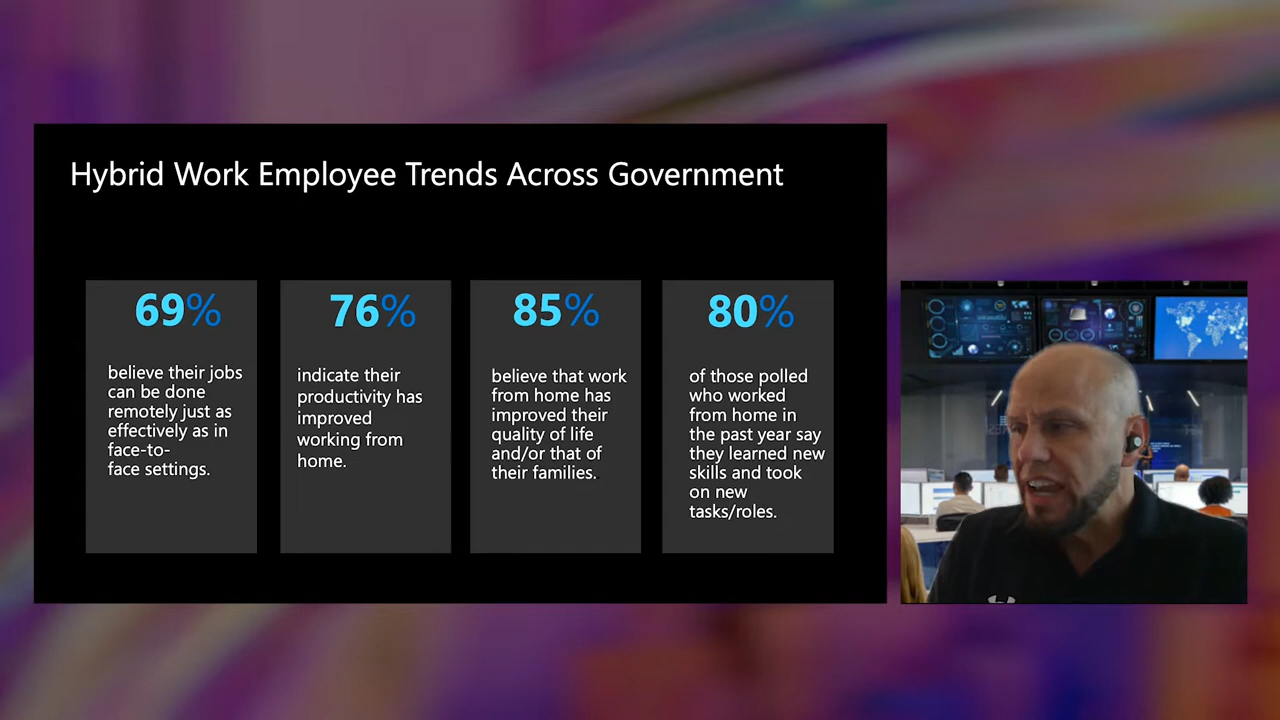 Hybrid Work Employee Trends Across Government
69%
believe their jobs
can be done
remotely just as
effectively as in
face-to-
face settings.
76%
indicate their
productivity has
improved
working from
home.
85%
believe that work
from home has
improved their
quality of life
and/or that of
their families.
80%
of those polled
who worked
from home in
the past year say
they learned new
skills and took
on new
tasks/roles.